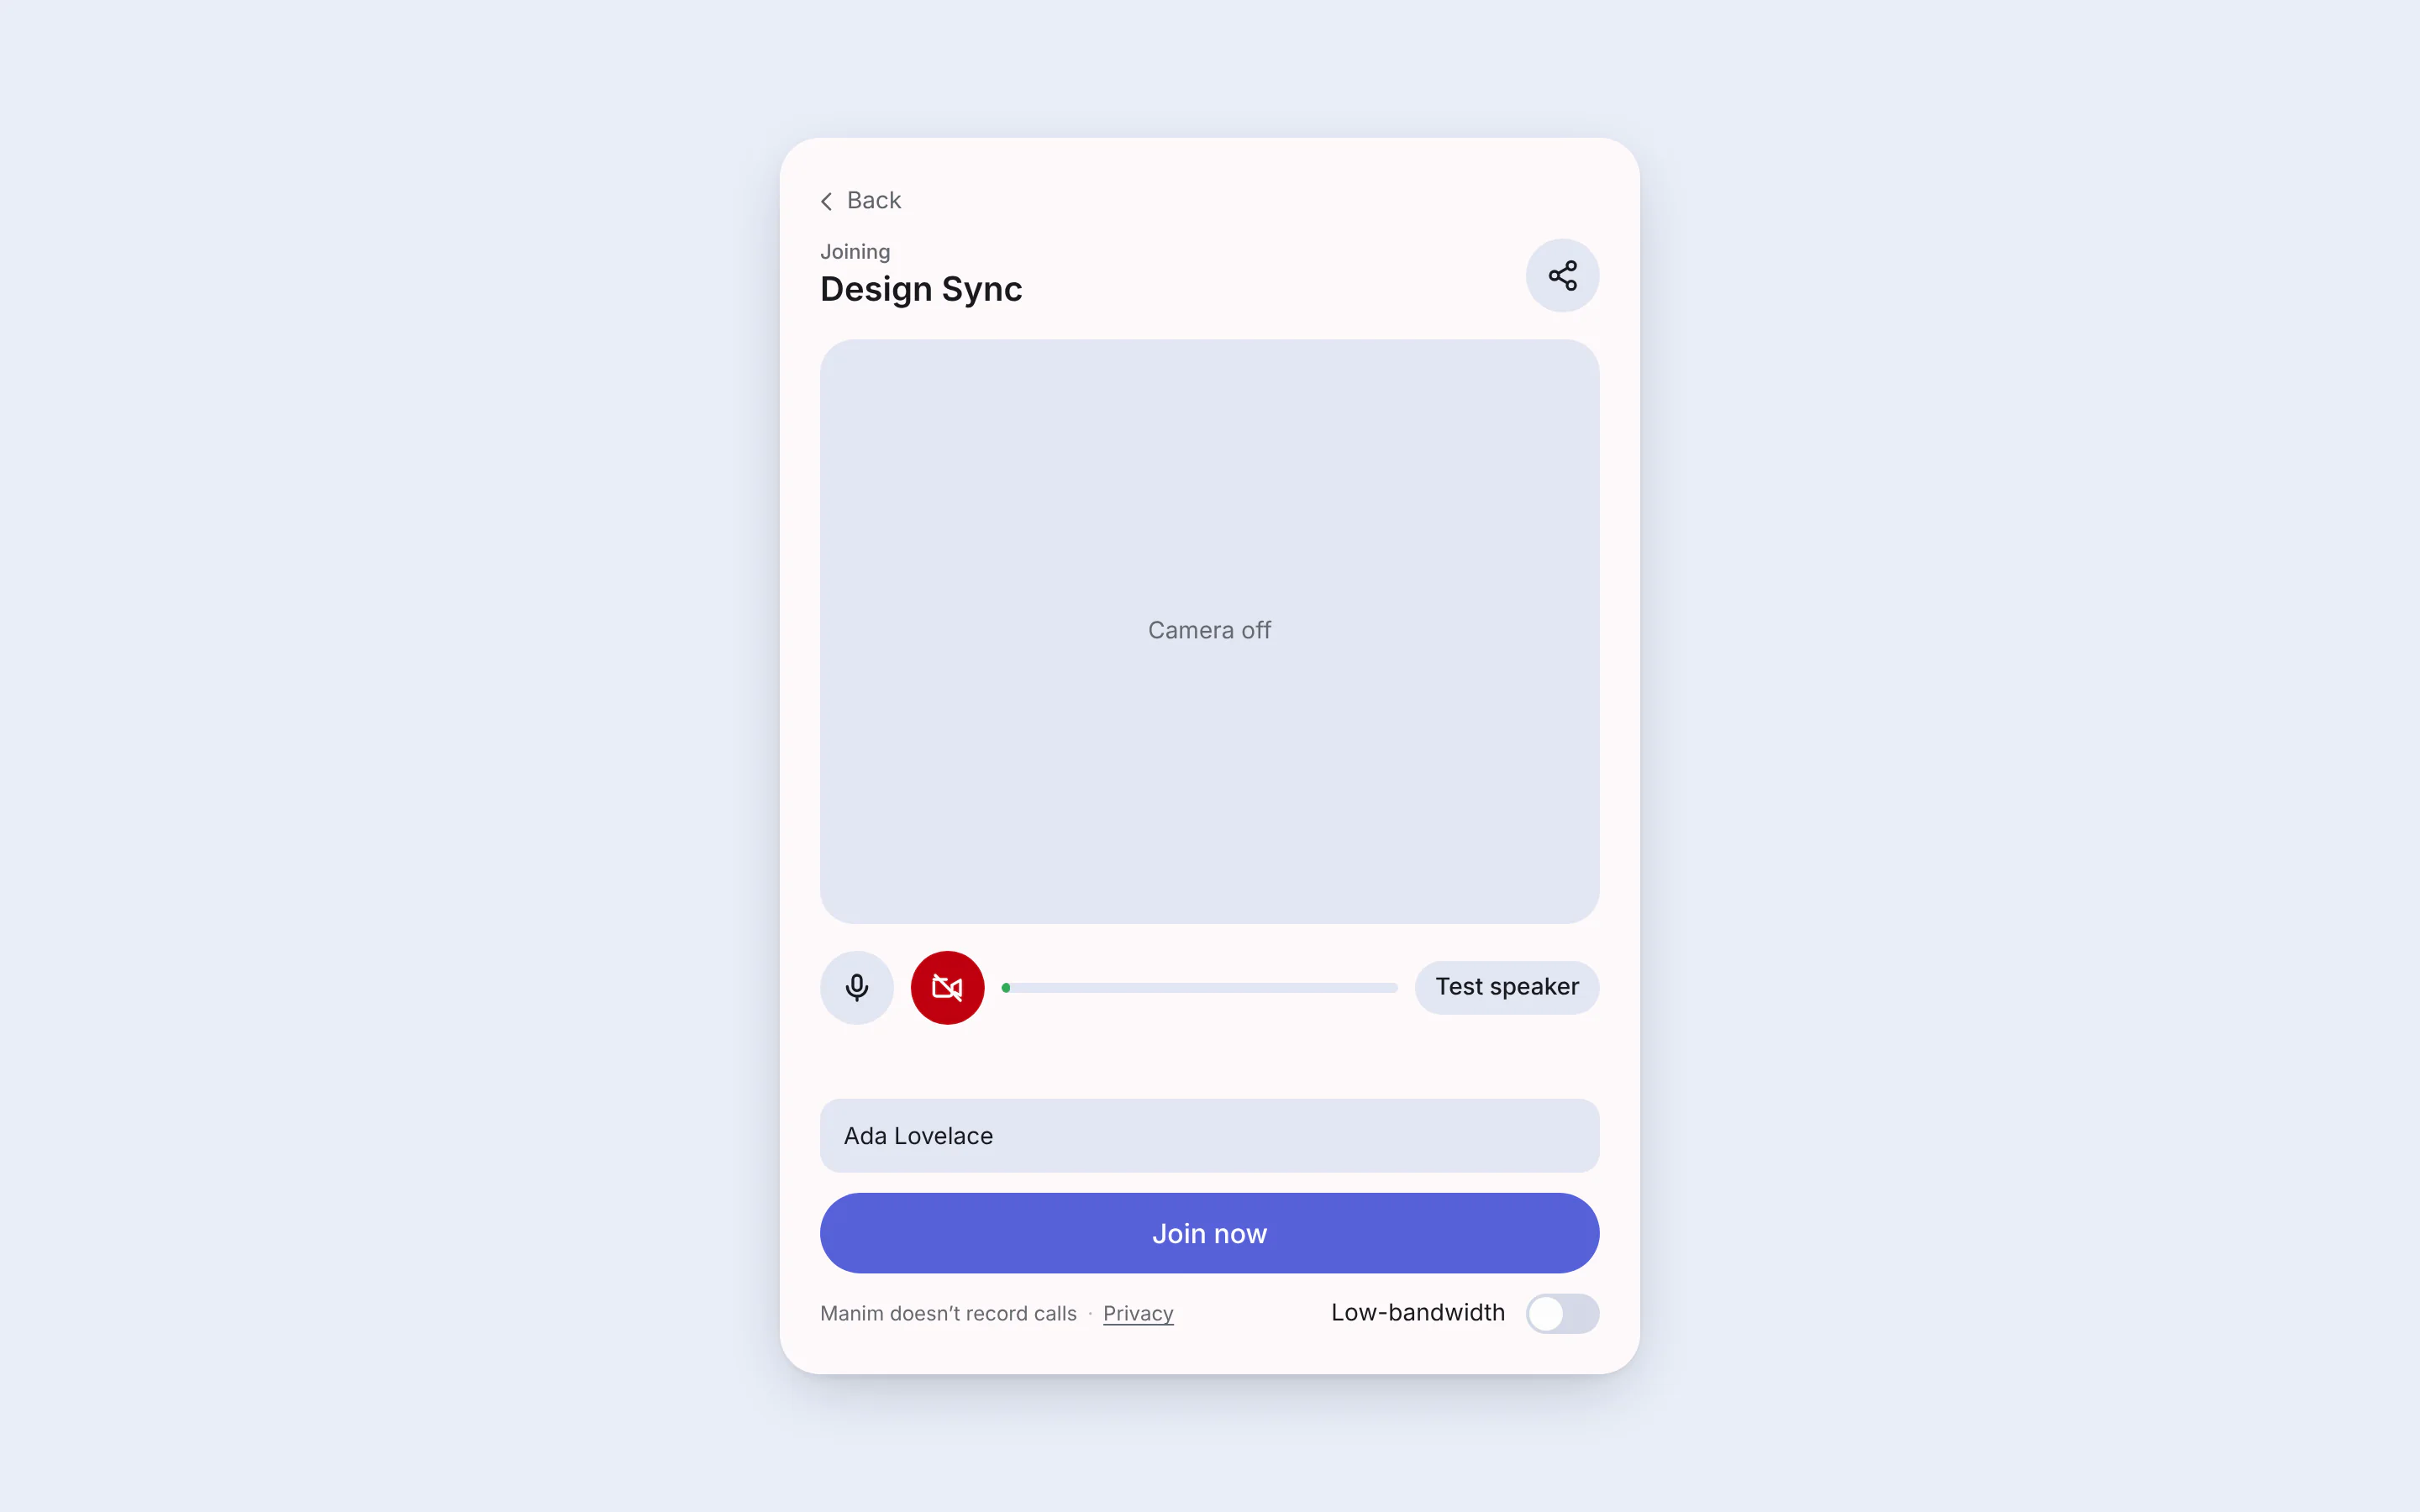 Back
Joining
Design Sync
Camera off
Test speaker
Ada Lovelace
Join now
Manim doesn’t record calls · Privacy
Low-bandwidth